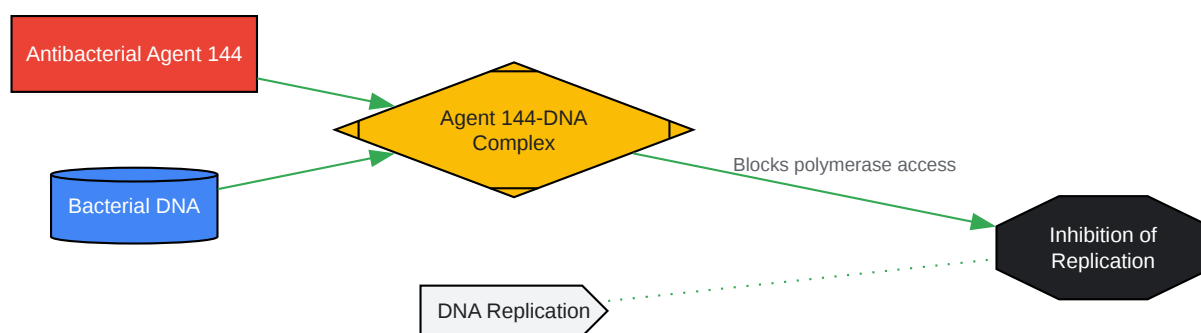 Antibacterial Agent 144
Agent 144-DNA
Complex
Blocks polymerase access
Bacterial DNA
Inhibition of
Replication
DNA Replication